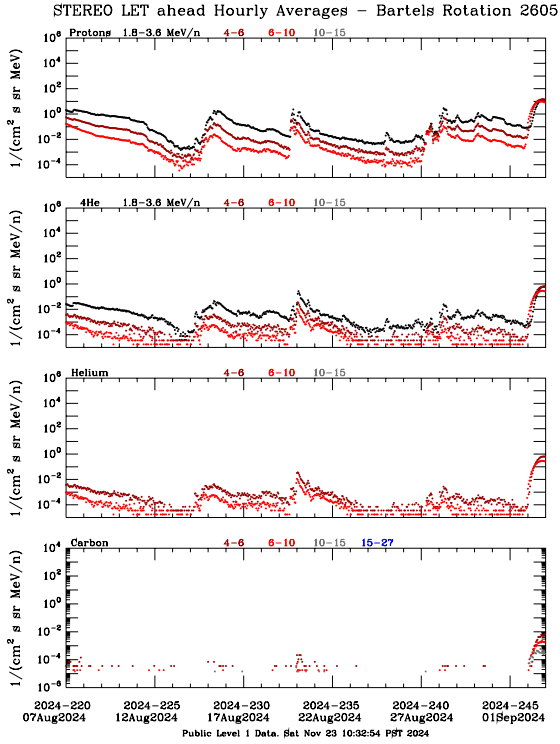 STEREO LET ahead Hourly Averages - Bartels Rotation 2605
Protons 1.8-3.6 MeV/n 4-6 6-10 10-15
10^6
10^4
10^2
10^0
10^-2
10^-4
1/(cm^2 s sr MeV)
4He 1.8-3.6 MeV/n 4-6 6-10 10-15
10^6
10^4
10^2
10^0
10^-2
10^-4
1/(cm^2 s sr MeV/n)
Helium 4-6 6-10 10-15
10^6
10^4
10^2
10^0
10^-2
10^-4
1/(cm^2 s sr MeV/n)
Carbon 4-6 6-10 10-15 15-27
10^4
10^2
10^0
10^-2
10^-4
10^-6
1/(cm^2 s sr MeV/n)
2024-220 2024-225 2024-230 2024-235 2024-240 2024-245
07Aug2024 12Aug2024 17Aug2024 22Aug2024 27Aug2024 01Sep2024
Public Level 1 Data. Sat Nov 23 10:32:54 PST 2024